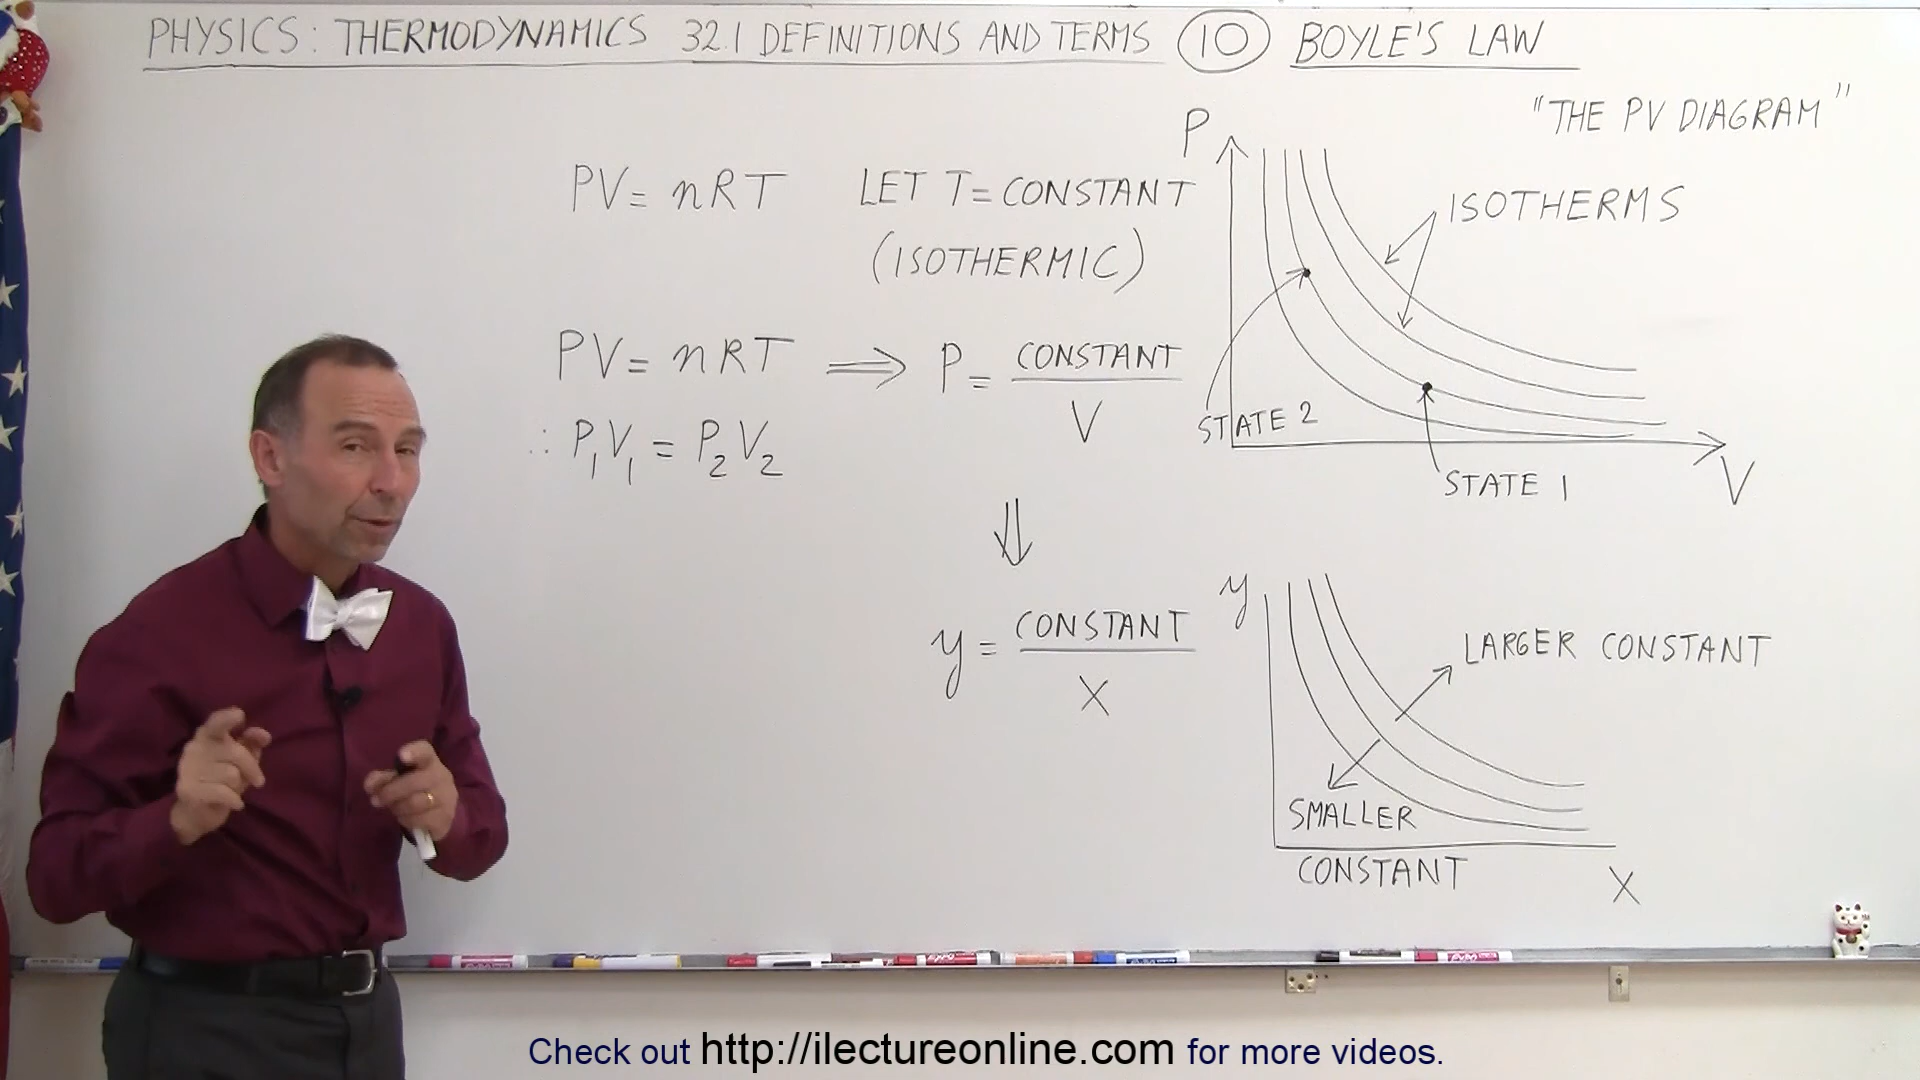 PHYSICS: THERMODYNAMICS 32.1 DEFINITIONS AND TERMS 10 BOYLE'S LAW
"THE PV DIAGRAM"
P
PV = nRT LET T = CONSTANT
(ISOTHERMIC)
ISOTHERMS
PV = nRT ⟹ P = CONSTANT / V
∴ P₁V₁ = P₂V₂
STATE 2
STATE 1
V
⇓
y = CONSTANT / X
y
LARGER CONSTANT
SMALLER
CONSTANT
X
EXPO
EXPO
Check out http://ilectureonline.com for more videos.